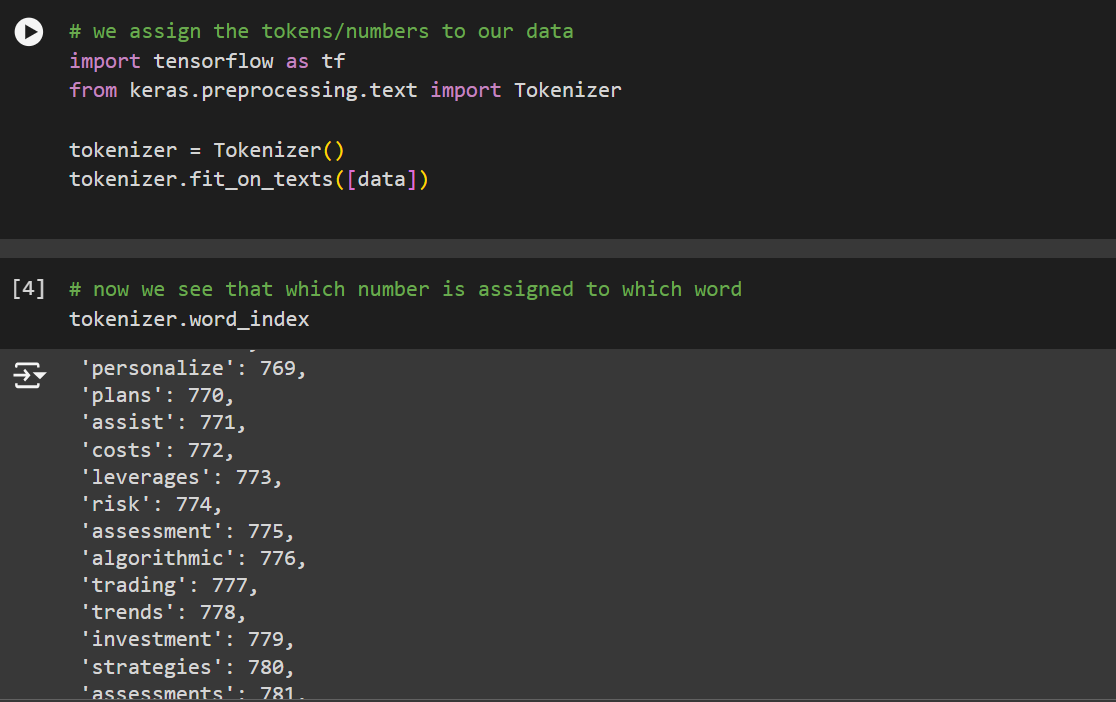 # we assign the tokens/numbers to our data
import tensorflow as tf
from keras.preprocessing.text import Tokenizer
tokenizer = Tokenizer()
tokenizer.fit_on_texts([data])
[4] # now we see that which number is assigned to which word
tokenizer.word_index
'personalize': 769,
'plans': 770,
'assist': 771,
'costs': 772,
'leverages': 773,
'risk': 774,
'assessment': 775,
'algorithmic': 776,
'trading': 777,
'trends': 778,
'investment': 779,
'strategies': 780,
'assessments': 781,